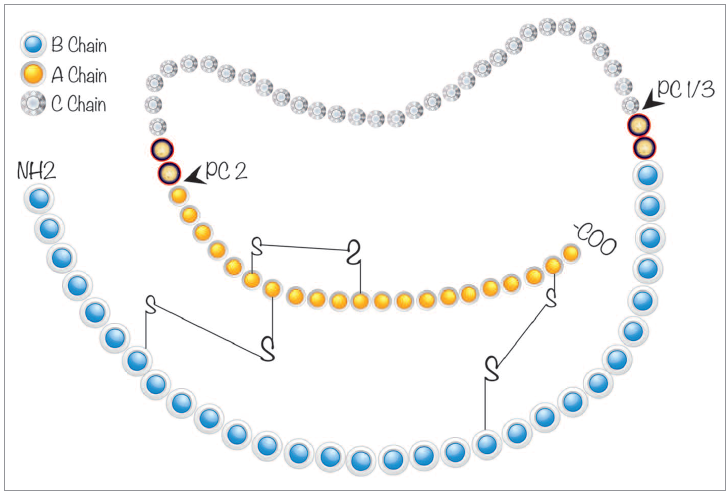 B Chain
A Chain
C Chain
PC 1/3
NH2
PC 2
-COO
S S
S
S
S
S